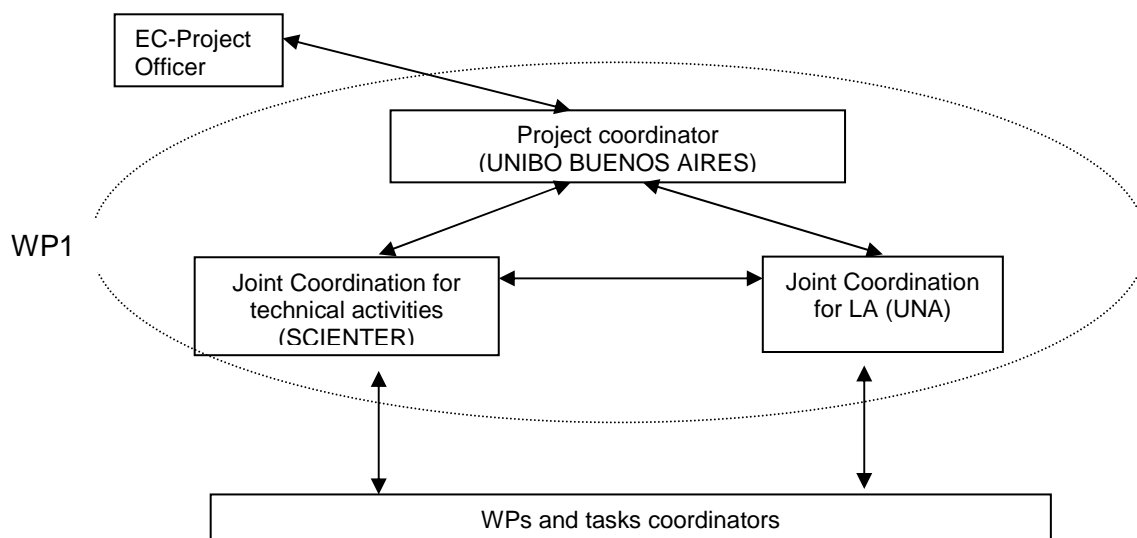 EC-Project
Officer
Project coordinator
(UNIBO BUENOS AIRES)
WP1
Joint Coordination for
technical activities
(SCIENTER)
Joint Coordination
for LA (UNA)
WPs and tasks coordinators